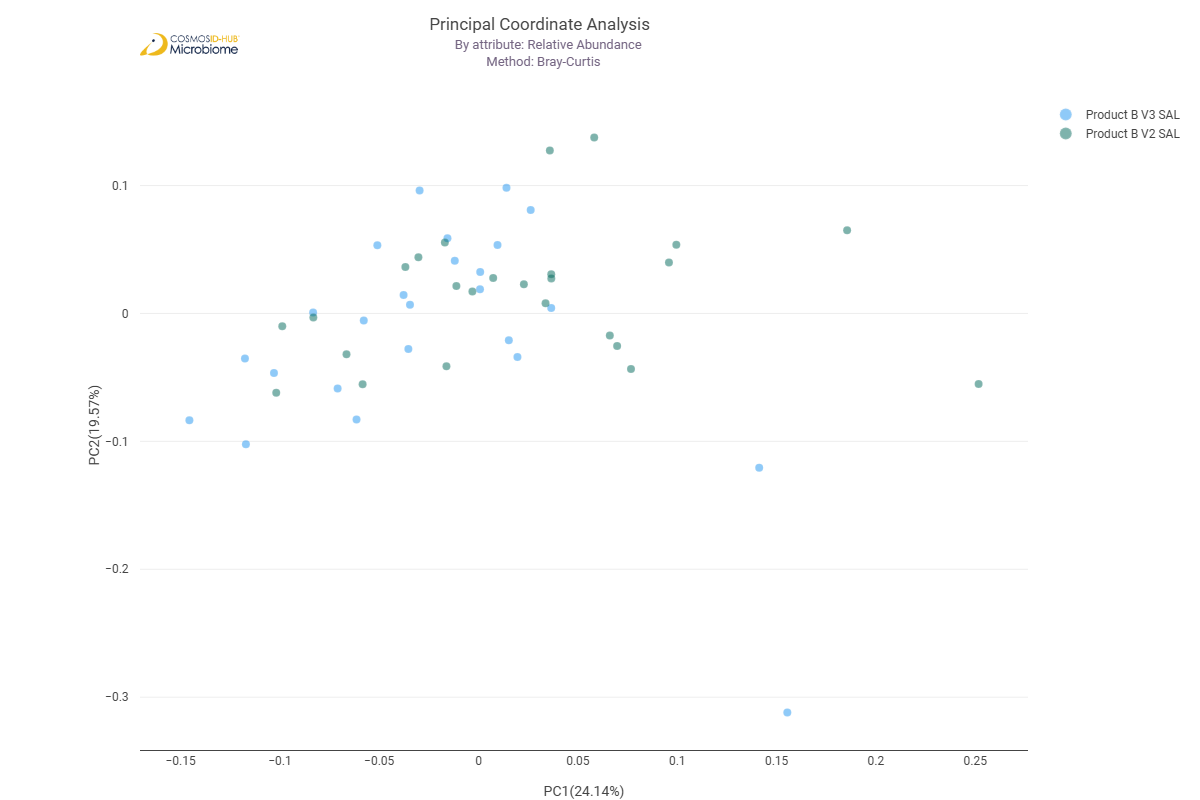 Principal Coordinate Analysis
By attribute: Relative Abundance
Method: Bray-Curtis
COSMOSID-HUB
Microbiome
Product B V3 SAL
Product B V2 SAL
0.1
0
−0.1
−0.2
−0.3
PC2(19.57%)
−0.15 −0.1 −0.05 0 0.05 0.1 0.15 0.2 0.25
PC1(24.14%)